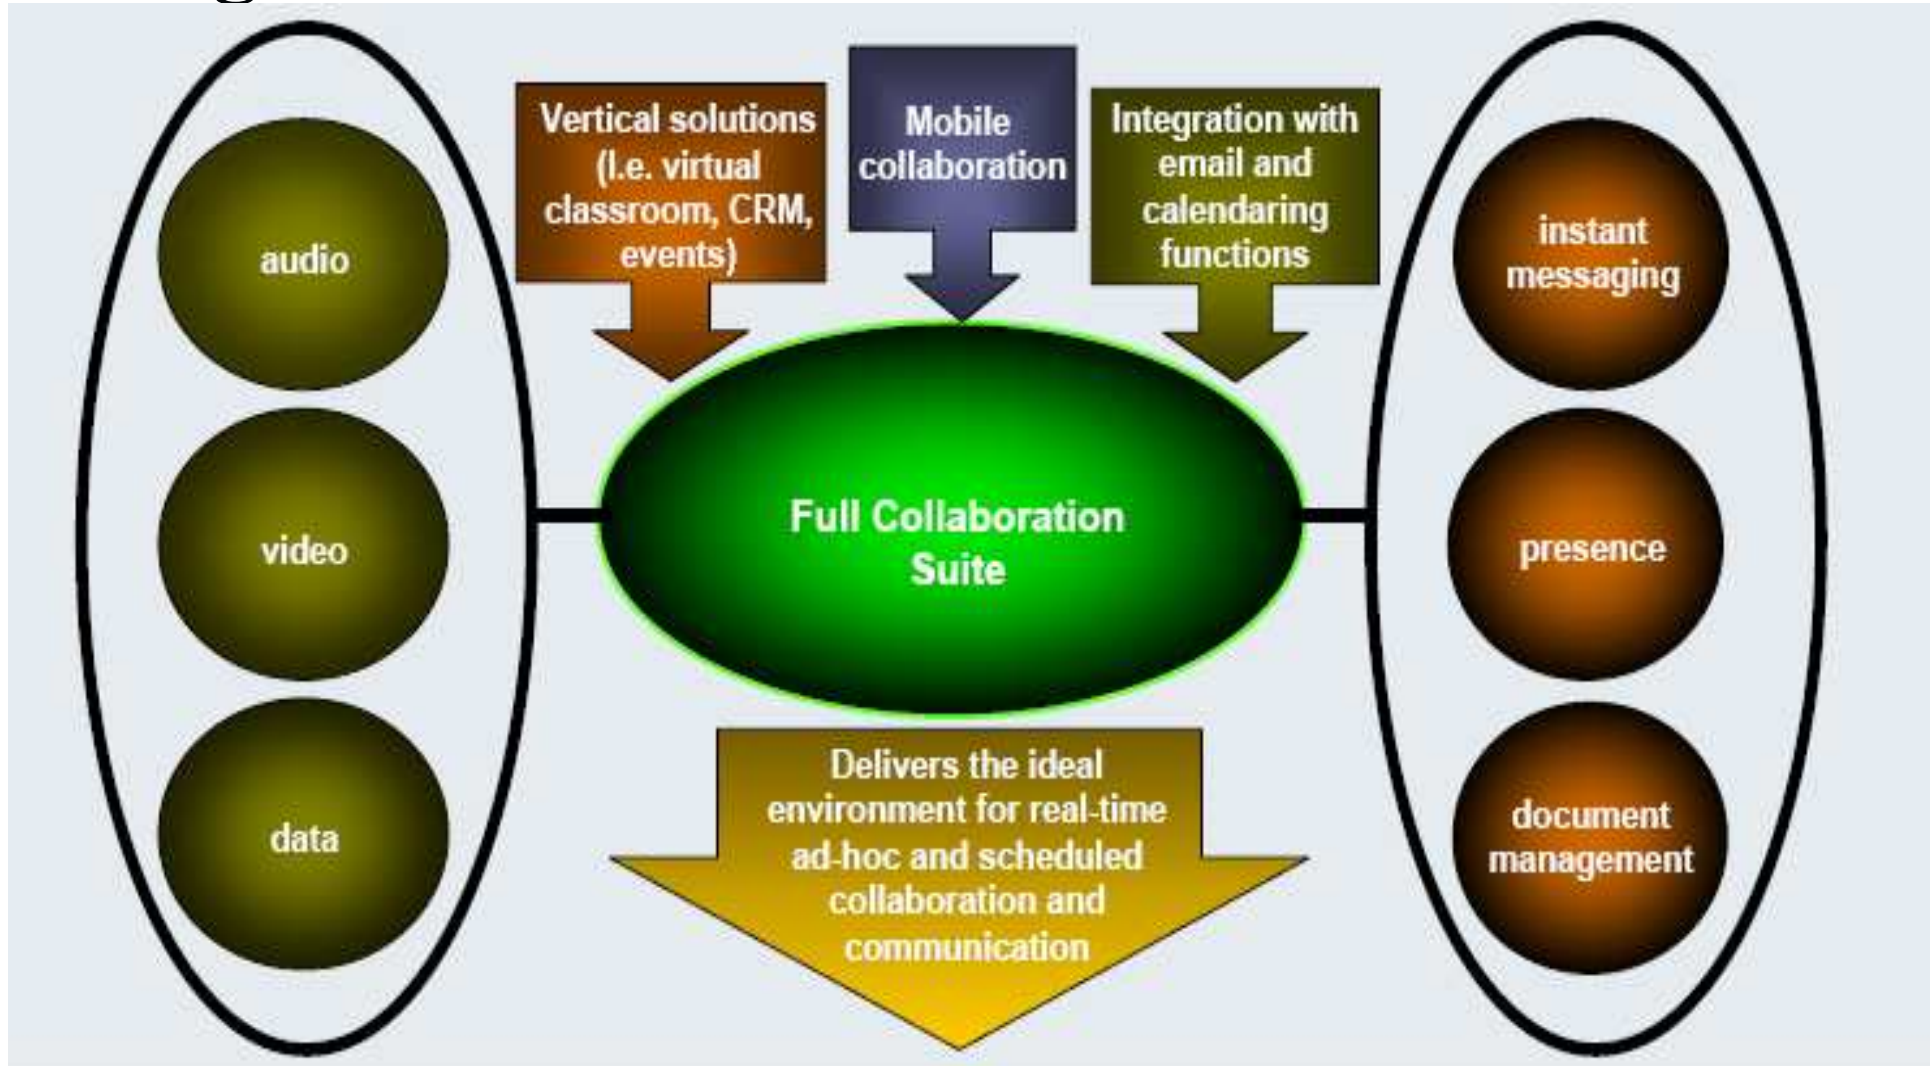 audio
video
data
Vertical solutions
(I.e. virtual
classroom, CRM,
events)
Mobile
collaboration
Integration with
email and
calendaring
functions
Full Collaboration
Suite
Delivers the ideal
environment for real-time
ad-hoc and scheduled
collaboration and
communication
instant
messaging
presence
document
management